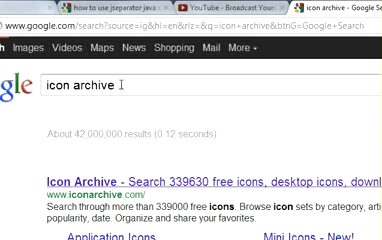 how to use jseparator java
YouTube - Broadcast Your
icon archive - Google Se
www.google.com/search?source=ig&hl=en&rlz=&q=icon+archive&btnG=Google+Search
Images Videos Maps News Shopping Mail More
gle
icon archive
About 42,000,000 results (0.12 seconds)
Icon Archive - Search 339630 free icons, desktop icons, downl
www.iconarchive.com/
Search through more than 339000 free icons. Browse icon sets by category, arti
popularity, date. Organize and share your favorites.
Application Icons
Mini Icons - New!